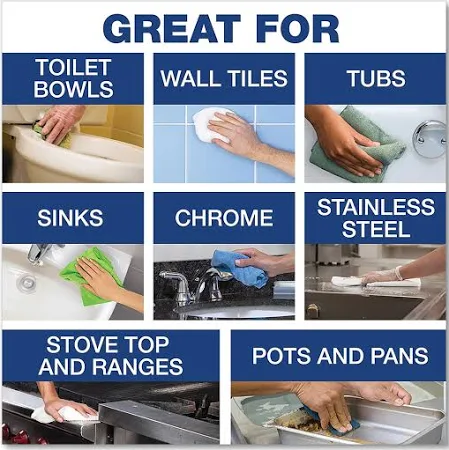 GREAT FOR
TOILET
BOWLS
WALL TILES
TUBS
SINKS
CHROME
STAINLESS
STEEL
STOVE TOP
AND RANGES
POTS AND PANS